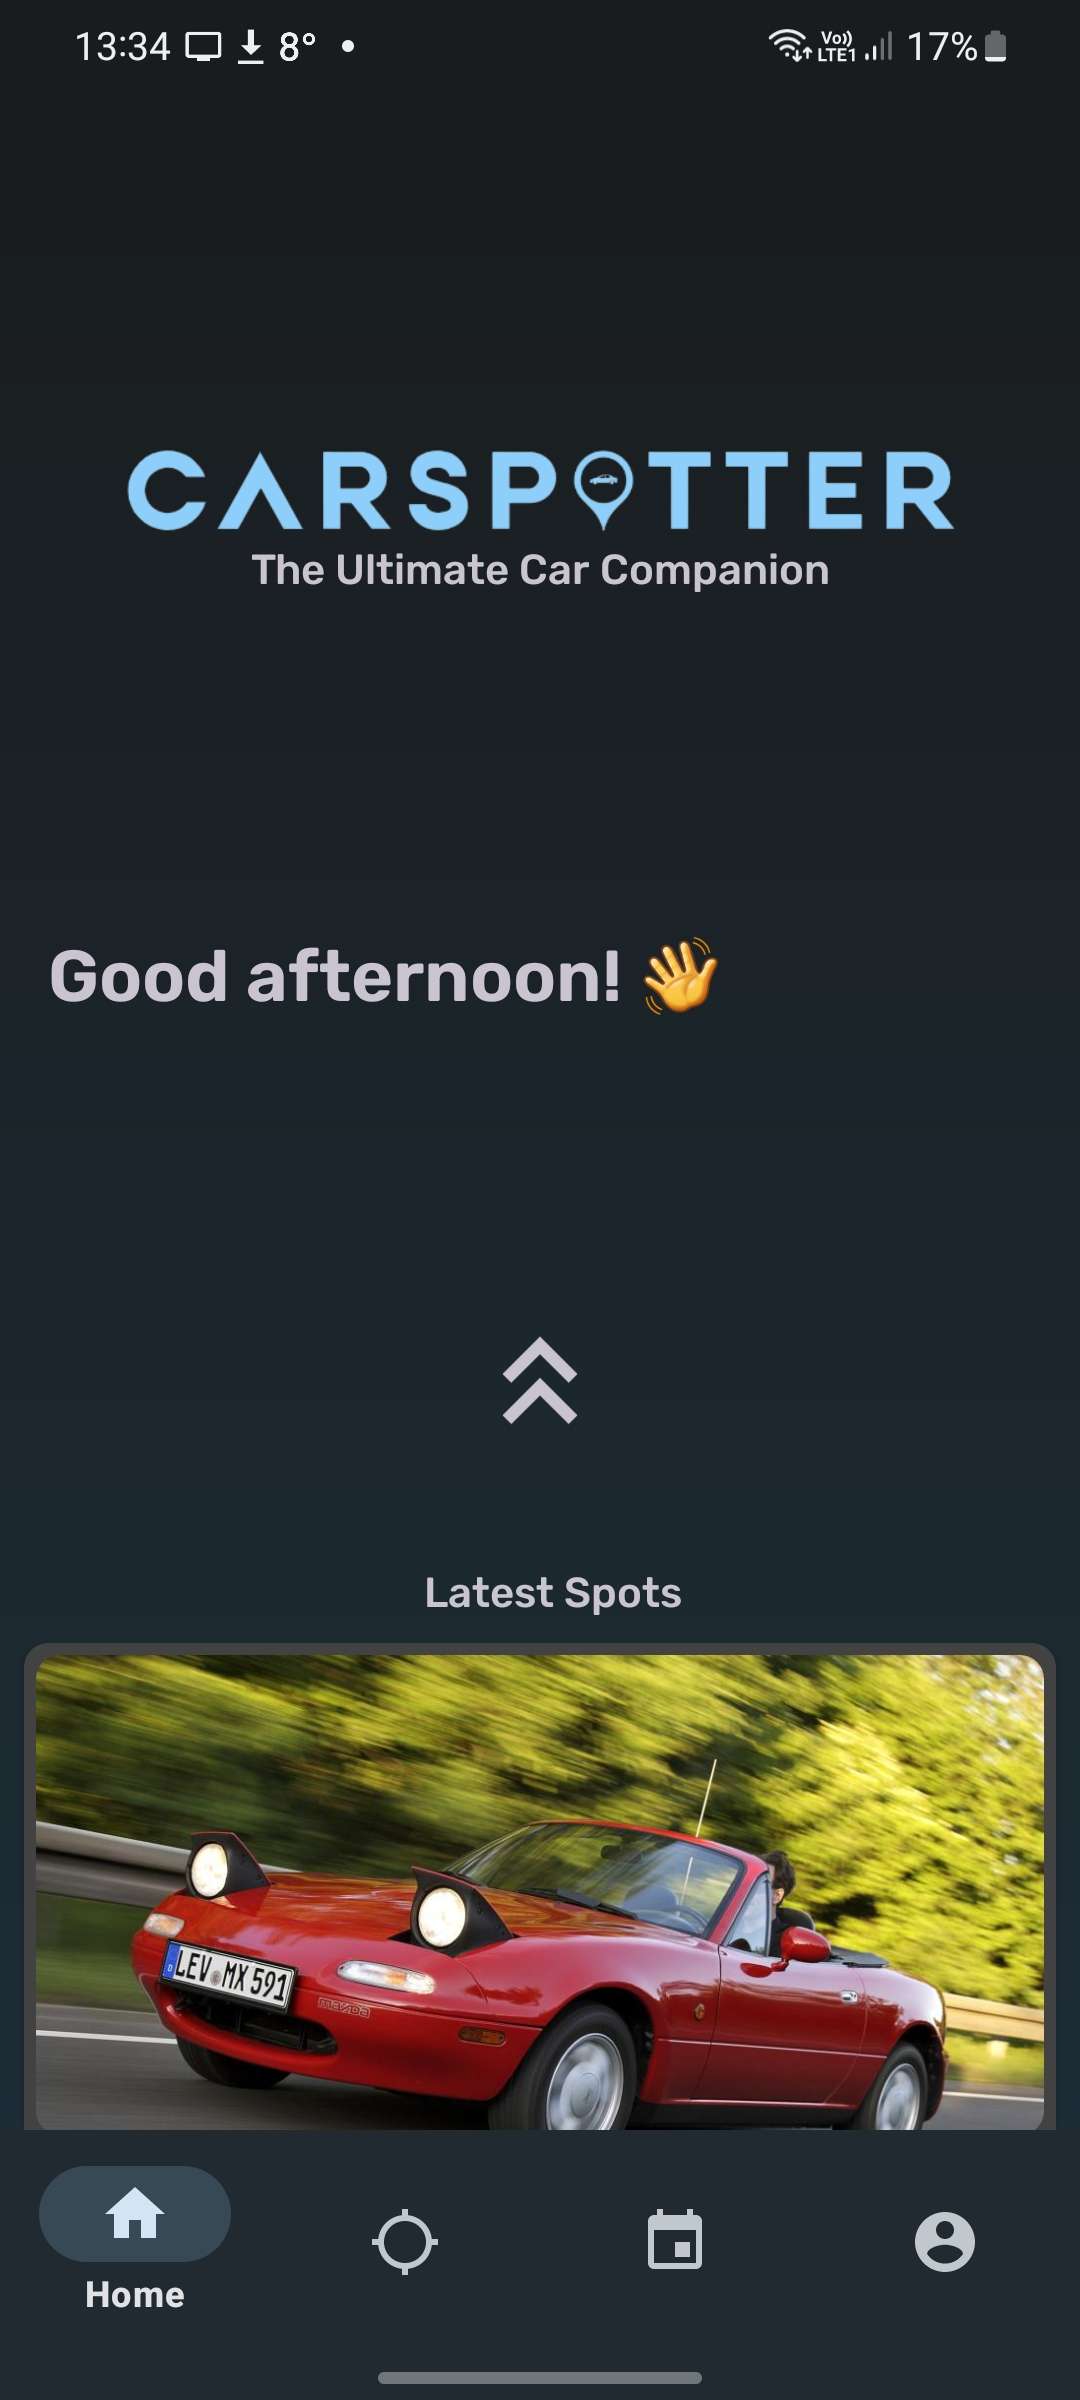 13:34 8° Vo)) LTE1 17%
CARSPOTTER
The Ultimate Car Companion
Good afternoon! 👋
Latest Spots
LEV MX 591
mazda
Home